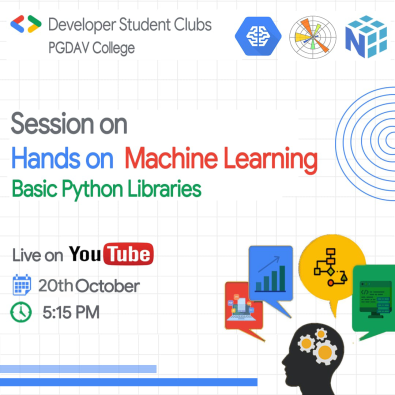 Developer Student Clubs
PGDAV College
Session on
Hands on Machine Learning
Basic Python Libraries
Live on YouTube
20th October
5:15 PM